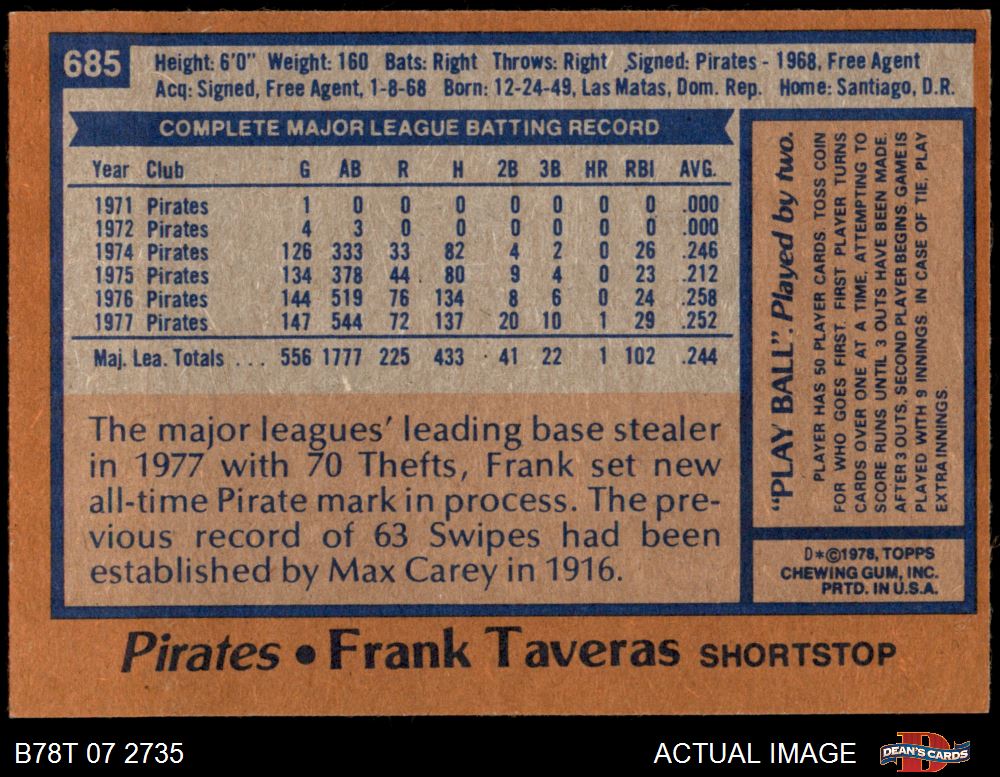 685
Height: 6'0" Weight: 160 Bats: Right Throws: Right Signed: Pirates - 1968, Free Agent
Acq: Signed, Free Agent, 1-8-68 Born: 12-24-49, Las Matas, Dom. Rep. Home: Santiago, D.R.
COMPLETE MAJOR LEAGUE BATTING RECORD
Year Club G AB R H 2B 3B HR RBI AVG.
1971 Pirates 1 0 0 0 0 0 0 0 .000
1972 Pirates 4 3 0 0 0 0 0 0 .000
1974 Pirates 126 333 33 82 4 2 0 26 .246
1975 Pirates 134 378 44 80 9 4 0 23 .212
1976 Pirates 144 519 76 134 8 6 0 24 .258
1977 Pirates 147 544 72 137 20 10 1 29 .252
Maj. Lea. Totals . . . 556 1777 225 433 41 22 1 102 .244
The major leagues' leading base stealer
in 1977 with 70 Thefts, Frank set new
all-time Pirate mark in process. The pre-
vious record of 63 Swipes had been
established by Max Carey in 1916.
"PLAY BALL". Played by two.
PLAYER HAS 50 PLAYER CARDS. TOSS COIN
FOR WHO GOES FIRST. FIRST PLAYER TURNS
CARDS OVER ONE AT A TIME, ATTEMPTING TO
SCORE RUNS UNTIL 3 OUTS HAVE BEEN MADE.
AFTER 3 OUTS, SECOND PLAYER BEGINS. GAME IS
PLAYED WITH 9 INNINGS. IN CASE OF TIE, PLAY
EXTRA INNINGS.
D*©1978, TOPPS
CHEWING GUM, INC.
PRTD. IN U.S.A.
Pirates • Frank Taveras SHORTSTOP
B78T 07 2735
ACTUAL IMAGE
D
DEAN'S CARDS